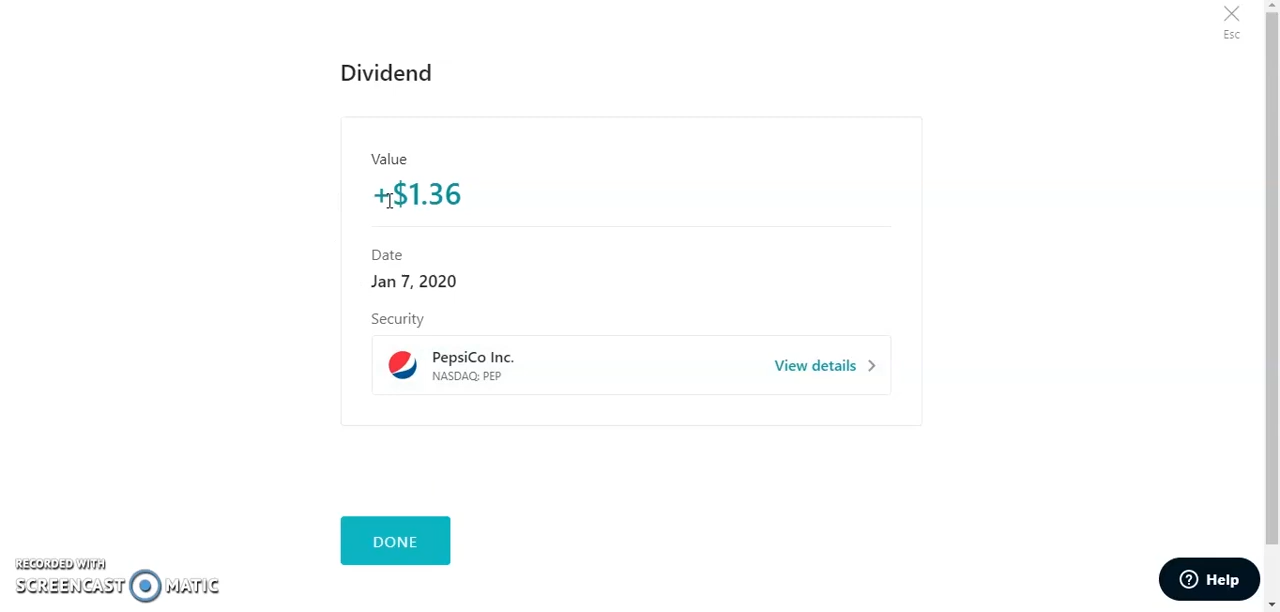 Esc
Dividend
Value
+$1.36
Date
Jan 7, 2020
Security
PepsiCo Inc.
NASDAQ: PEP
View details
DONE
RECORDED WITH
SCREENCAST MATIC
? Help